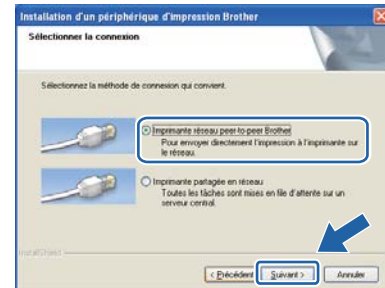 Installation d'un périphérique d'impression Brother
Sélectionner la connexion
Sélectionnez la méthode de connexion qui convient.
Imprimante réseau peer-to-peer Brother
Pour envoyer directement l'impression à l'imprimante sur
le réseau.
Imprimante partagée en réseau
Toutes les tâches sont mises en file d'attente sur un
serveur central.
InstallShield
< Précédent
Suivant >
Annuler